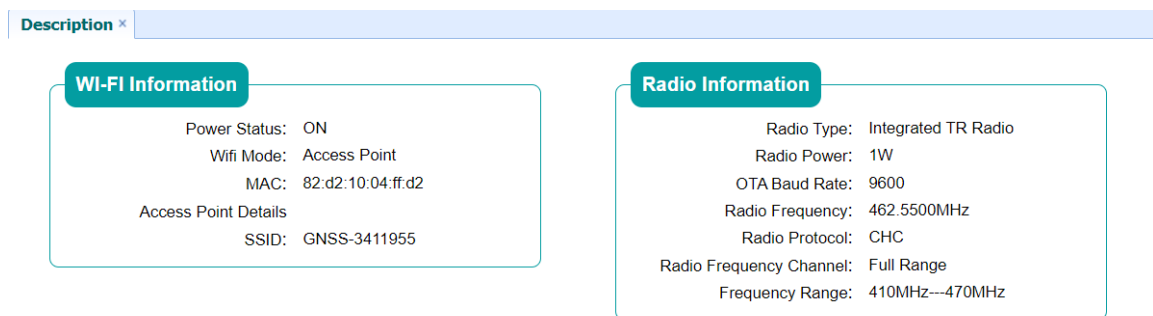 Description ×
WI-FI Information
Power Status: ON
Wifi Mode: Access Point
MAC: 82:d2:10:04:ff:d2
Access Point Details
SSID: GNSS-3411955
Radio Information
Radio Type: Integrated TR Radio
Radio Power: 1W
OTA Baud Rate: 9600
Radio Frequency: 462.5500MHz
Radio Protocol: CHC
Radio Frequency Channel: Full Range
Frequency Range: 410MHz---470MHz